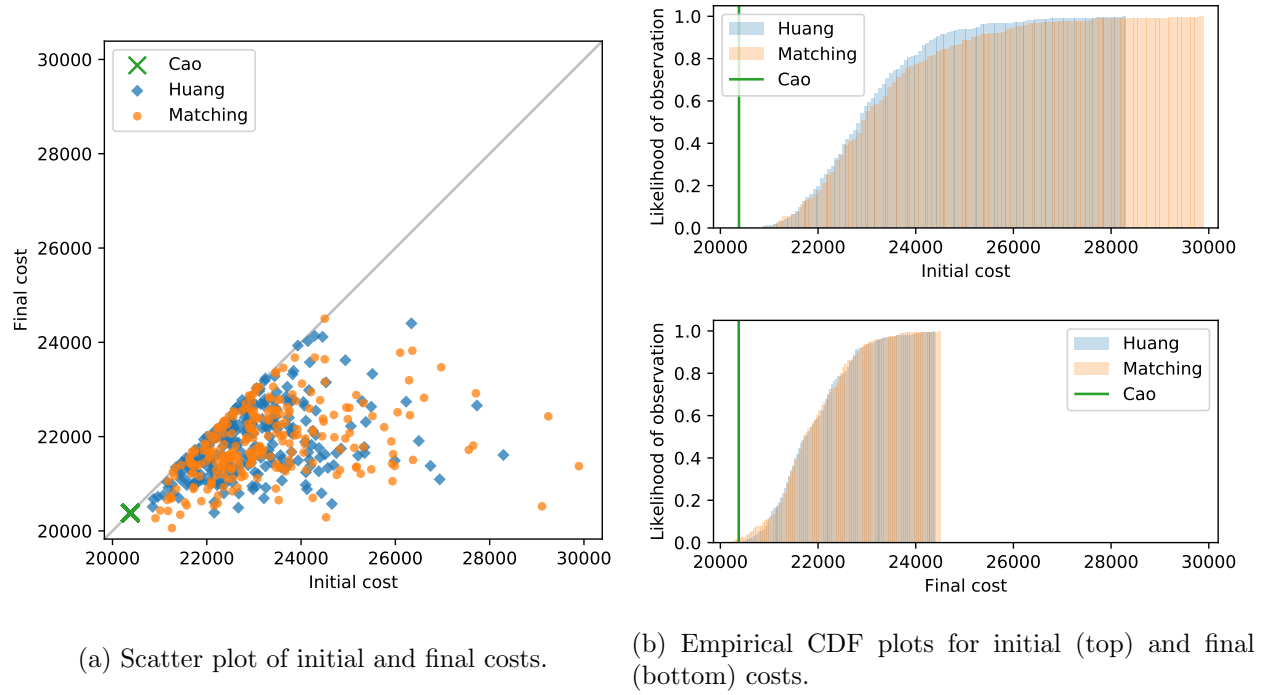 30000
28000
26000
24000
22000
20000
Final cost
Cao
Huang
Matching
20000 22000 24000 26000 28000 30000
Initial cost
(a) Scatter plot of initial and final costs.
1.0
0.8
0.6
0.4
0.2
0.0
Likelihood of observation
Huang
Matching
Cao
20000 22000 24000 26000 28000 30000
Initial cost
1.0
0.8
0.6
0.4
0.2
0.0
Likelihood of observation
Huang
Matching
Cao
20000 22000 24000 26000 28000 30000
Final cost
(b) Empirical CDF plots for initial (top) and final
(bottom) costs.